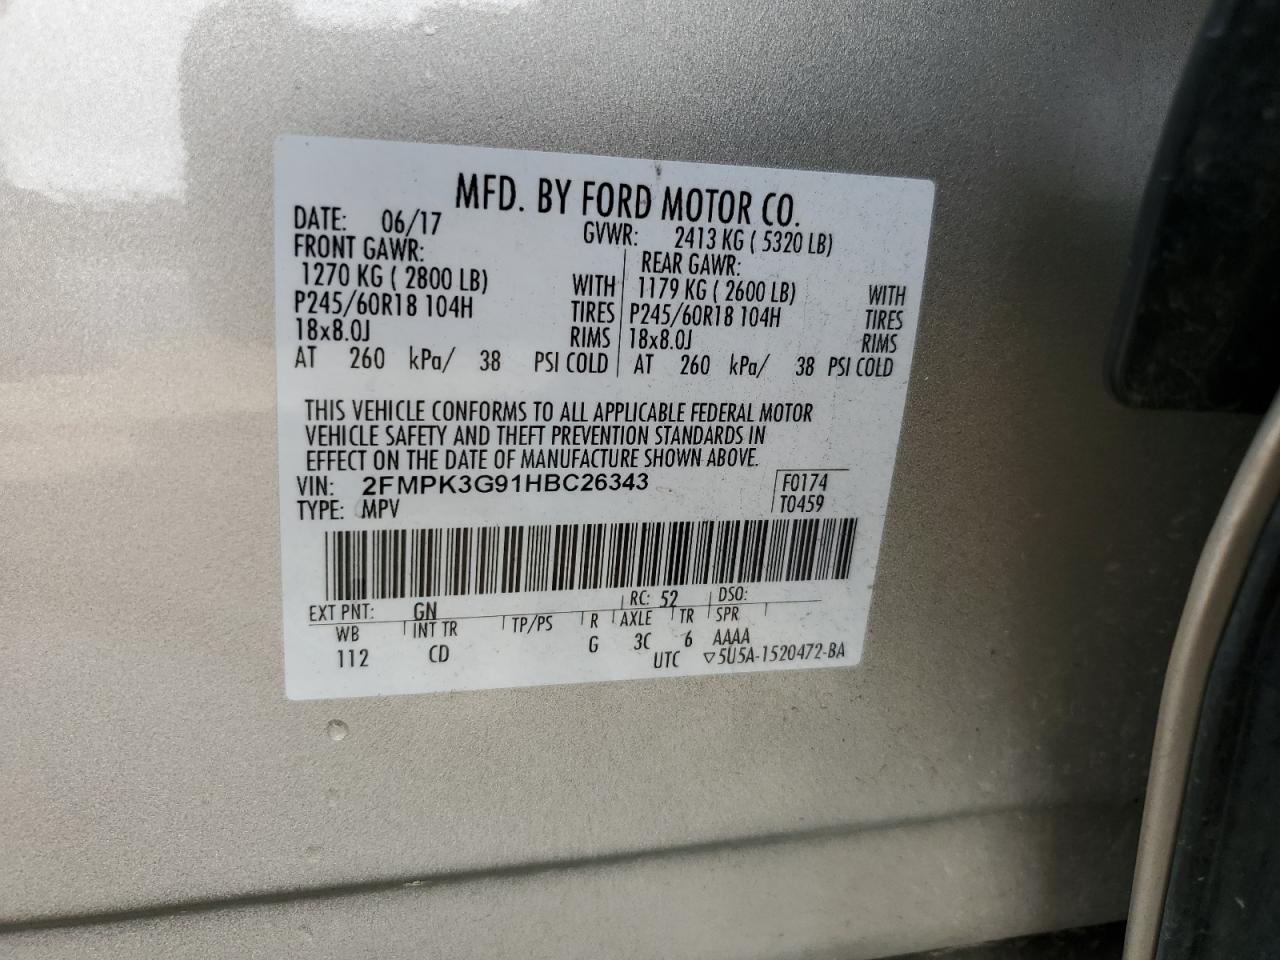 MFD. BY FORD MOTOR CO.
DATE: 06/17 GVWR: 2413 KG ( 5320 LB)
FRONT GAWR: REAR GAWR:
1270 KG ( 2800 LB) WITH 1179 KG ( 2600 LB) WITH
P245/60R18 104H TIRES P245/60R18 104H TIRES
18x8.0J RIMS 18x8.0J RIMS
AT 260 kPa/ 38 PSI COLD AT 260 kPa/ 38 PSI COLD
THIS VEHICLE CONFORMS TO ALL APPLICABLE FEDERAL MOTOR
VEHICLE SAFETY AND THEFT PREVENTION STANDARDS IN
EFFECT ON THE DATE OF MANUFACTURE SHOWN ABOVE.
VIN: 2FMPK3G91HBC26343 F0174
TYPE: MPV T0459
EXT PNT: GN RC: 52 DSO:
WB INT TR TP/PS R AXLE TR SPR
112 CD G 3C 6 AAAA
UTC ▽5U5A-1520472-BA